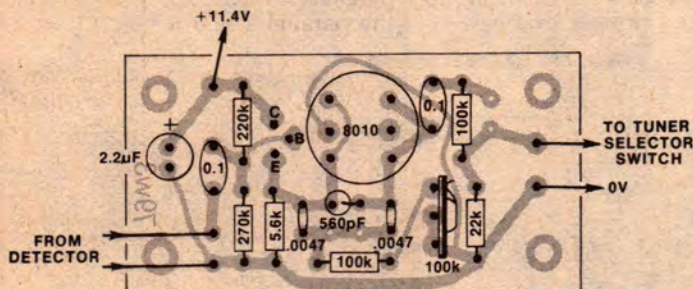 +11.4V
220k
C
B
E
8010
0.1
100k
TO TUNER
SELECTOR
SWITCH
+
2.2µF
0.1
0V
FROM
DETECTOR
270k
5.6k
560pF
.0047
.0047
100k
100k
22k